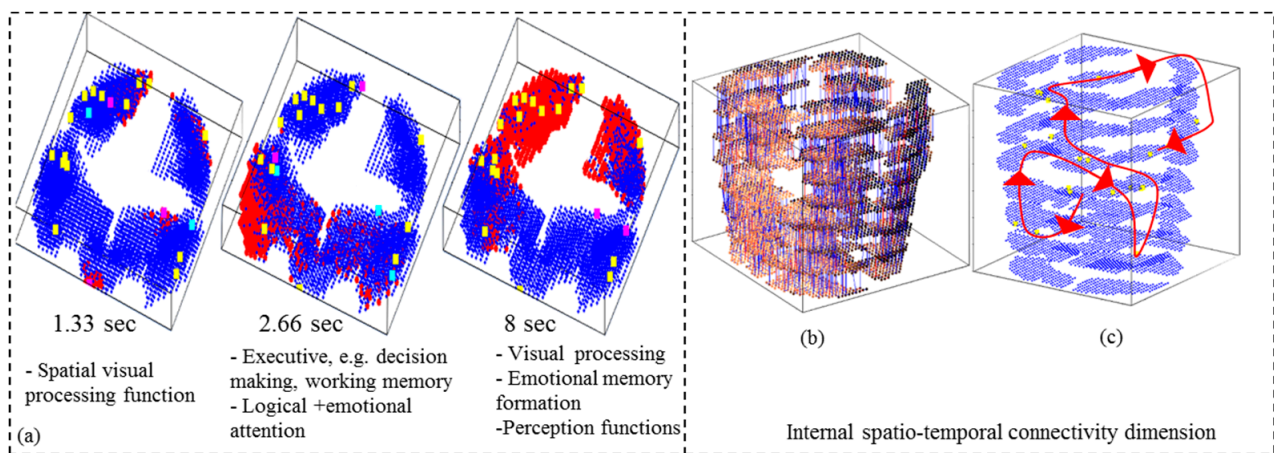 1.33 sec
- Spatial visual
processing function
(a)
2.66 sec
- Executive, e.g. decision
making, working memory
- Logical +emotional
attention
8 sec
- Visual processing
- Emotional memory
formation
-Perception functions
(b)
(c)
Internal spatio-temporal connectivity dimension